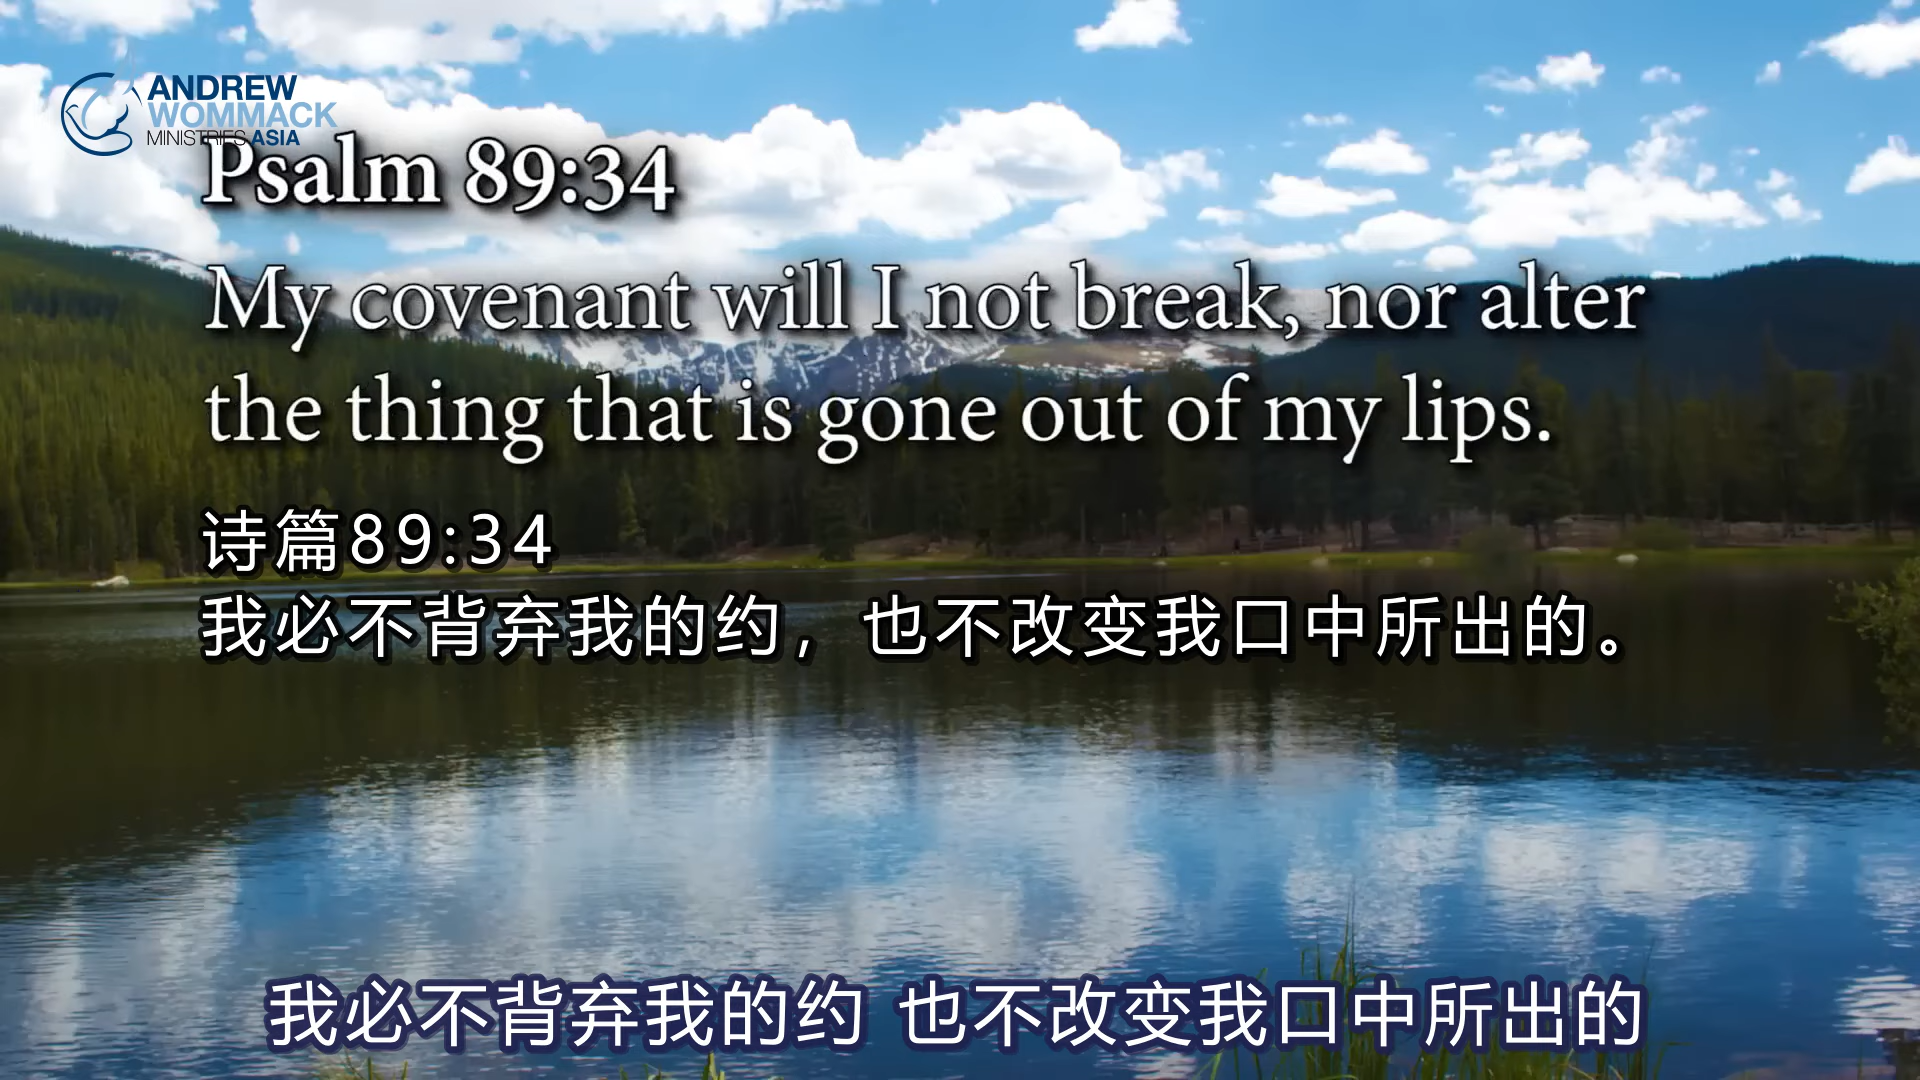 ANDREW
WOMMACK
MINISTRIES ASIA
Psalm 89:34
My covenant will I not break, nor alter
the thing that is gone out of my lips.
诗篇89:34
我必不背弃我的约，也不改变我口中所出的。
我必不背弃我的约 也不改变我口中所出的